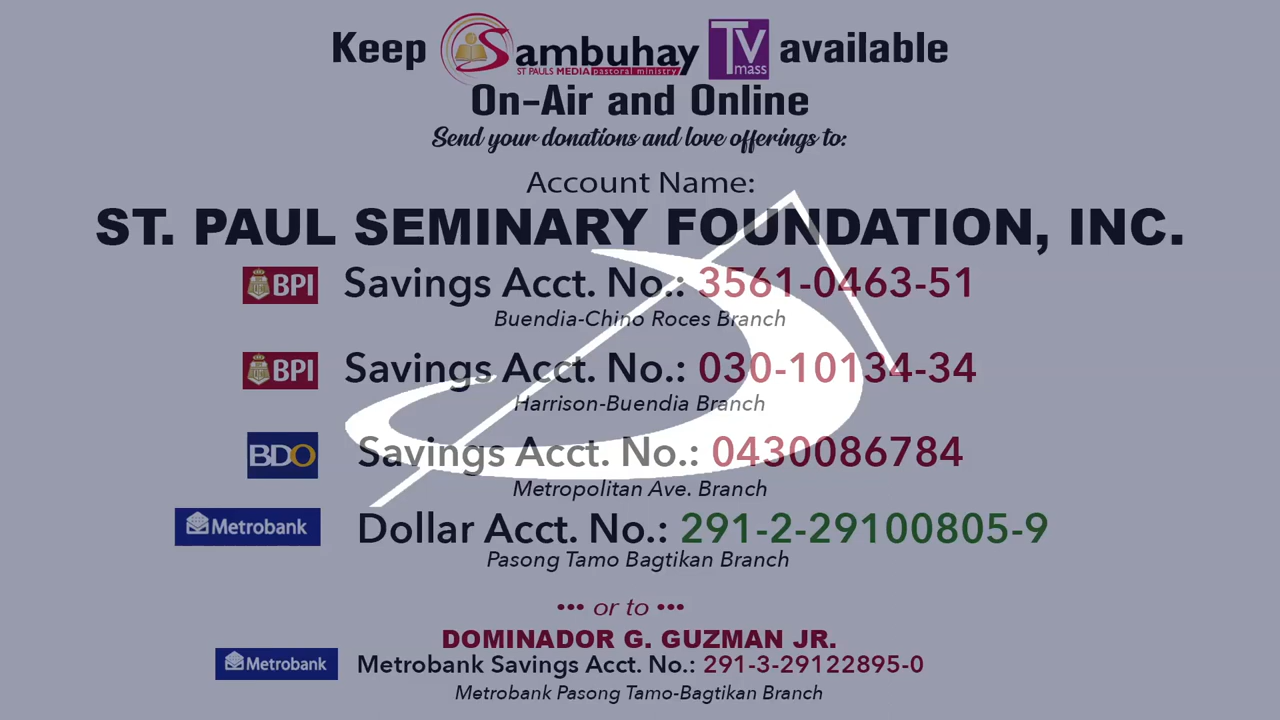 Keep Sambuhay TV mass available
ST PAULS MEDIA pastoral ministry
On-Air and Online
Send your donations and love offerings to:
Account Name:
ST. PAUL SEMINARY FOUNDATION, INC.
BPI Savings Acct. No.: 3561-0463-51
Buendia-Chino Roces Branch
BPI Savings Acct. No.: 030-10134-34
Harrison-Buendia Branch
BDO Savings Acct. No.: 0430086784
Metropolitan Ave. Branch
Metrobank Dollar Acct. No.: 291-2-29100805-9
Pasong Tamo Bagtikan Branch
••• or to •••
DOMINADOR G. GUZMAN JR.
Metrobank Metrobank Savings Acct. No.: 291-3-29122895-0
Metrobank Pasong Tamo-Bagtikan Branch